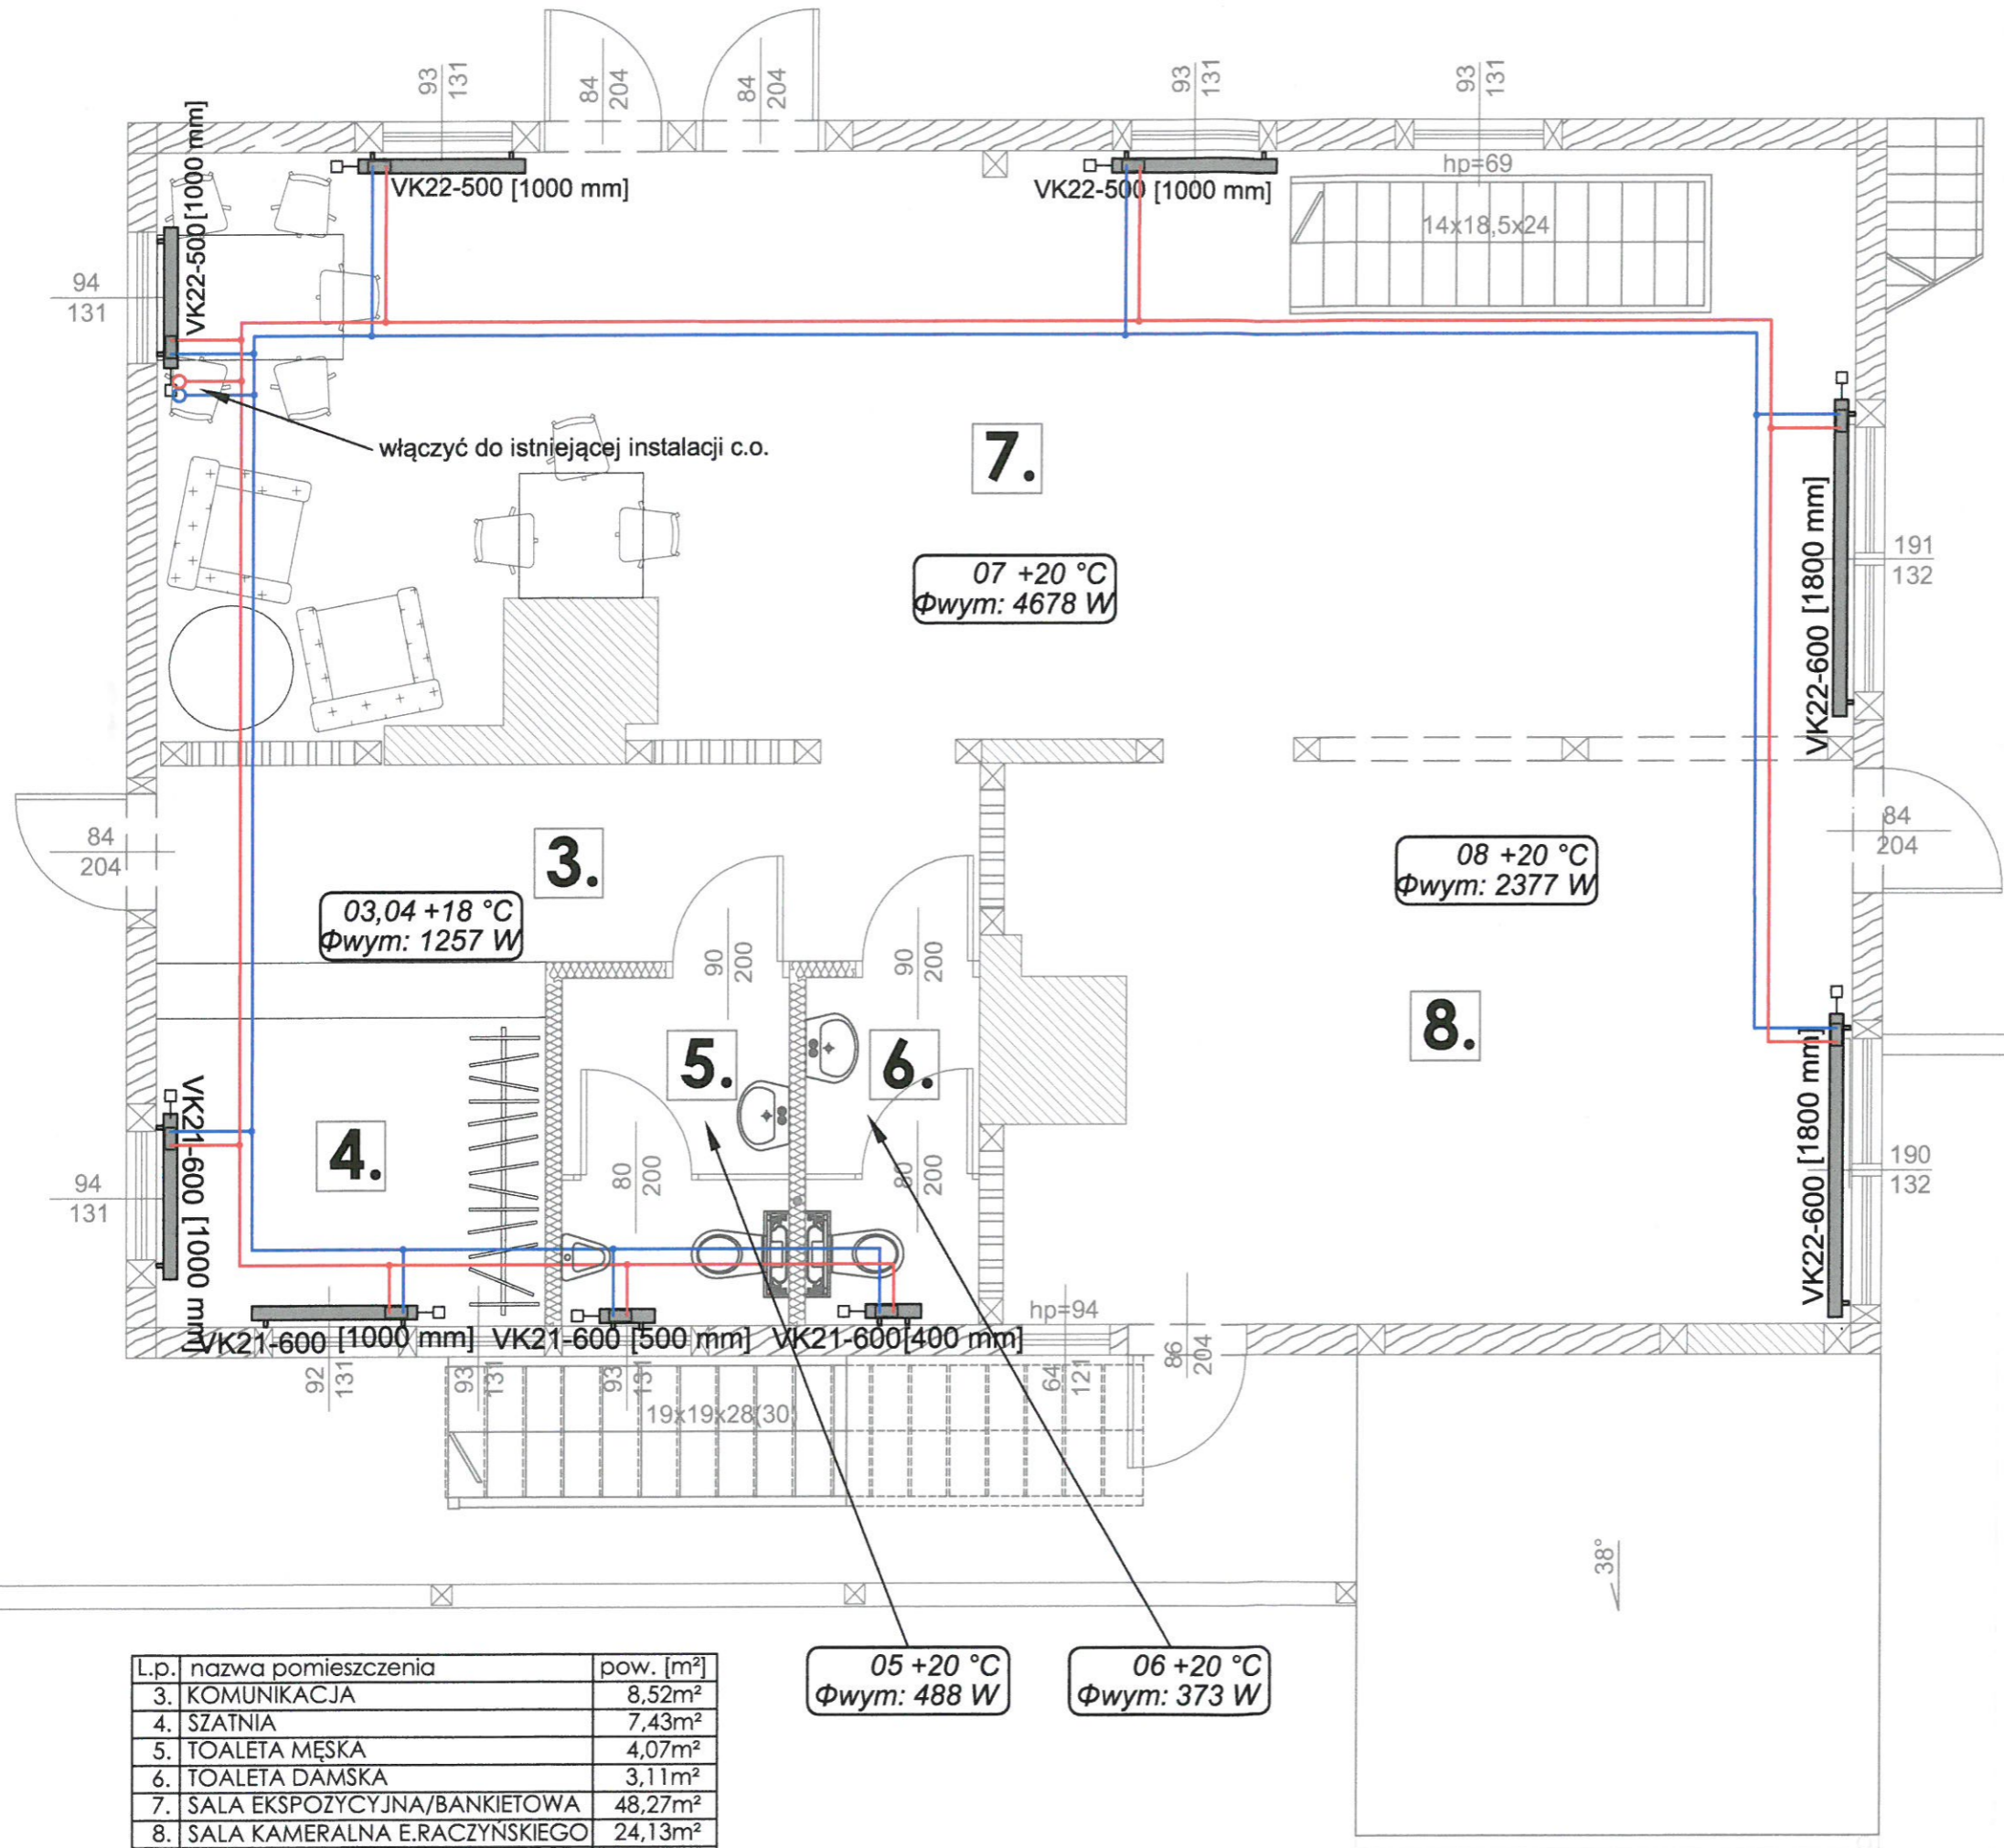 93
131
84
204
84
204
93
131
93
131
VK22-500 [1000 mm]
VK22-500 [1000 mm]
VK22-500 [1000 mm]
hp=69
14x18,5x24
94
131
włączyć do istniejącej instalacji c.o.
7.
07 +20 °C
Φwym: 4678 W
VK22-600 [1800 mm]
191
132
84
204
3.
03,04 +18 °C
Φwym: 1257 W
08 +20 °C
Φwym: 2377 W
84
204
90
200
90
200
5.
6.
8.
4.
80
200
80
200
VK21-600 [1000 mm]
94
131
VK22-600 [1800 mm]
190
132
hp=94
VK21-600 [1000 mm]
VK21-600 [500 mm]
VK21-600 [400 mm]
92
131
93
131
93
131
64
121
86
204
19x19x28(30)
38°
05 +20 °C
Φwym: 488 W
06 +20 °C
Φwym: 373 W
L.p. nazwa pomieszczenia pow. [m²]
3. KOMUNIKACJA 8,52m²
4. SZATNIA 7,43m²
5. TOALETA MĘSKA 4,07m²
6. TOALETA DAMSKA 3,11m²
7. SALA EKSPOZYCYJNA/BANKIETOWA 48,27m²
8. SALA KAMERALNA E.RACZYŃSKIEGO 24,13m²